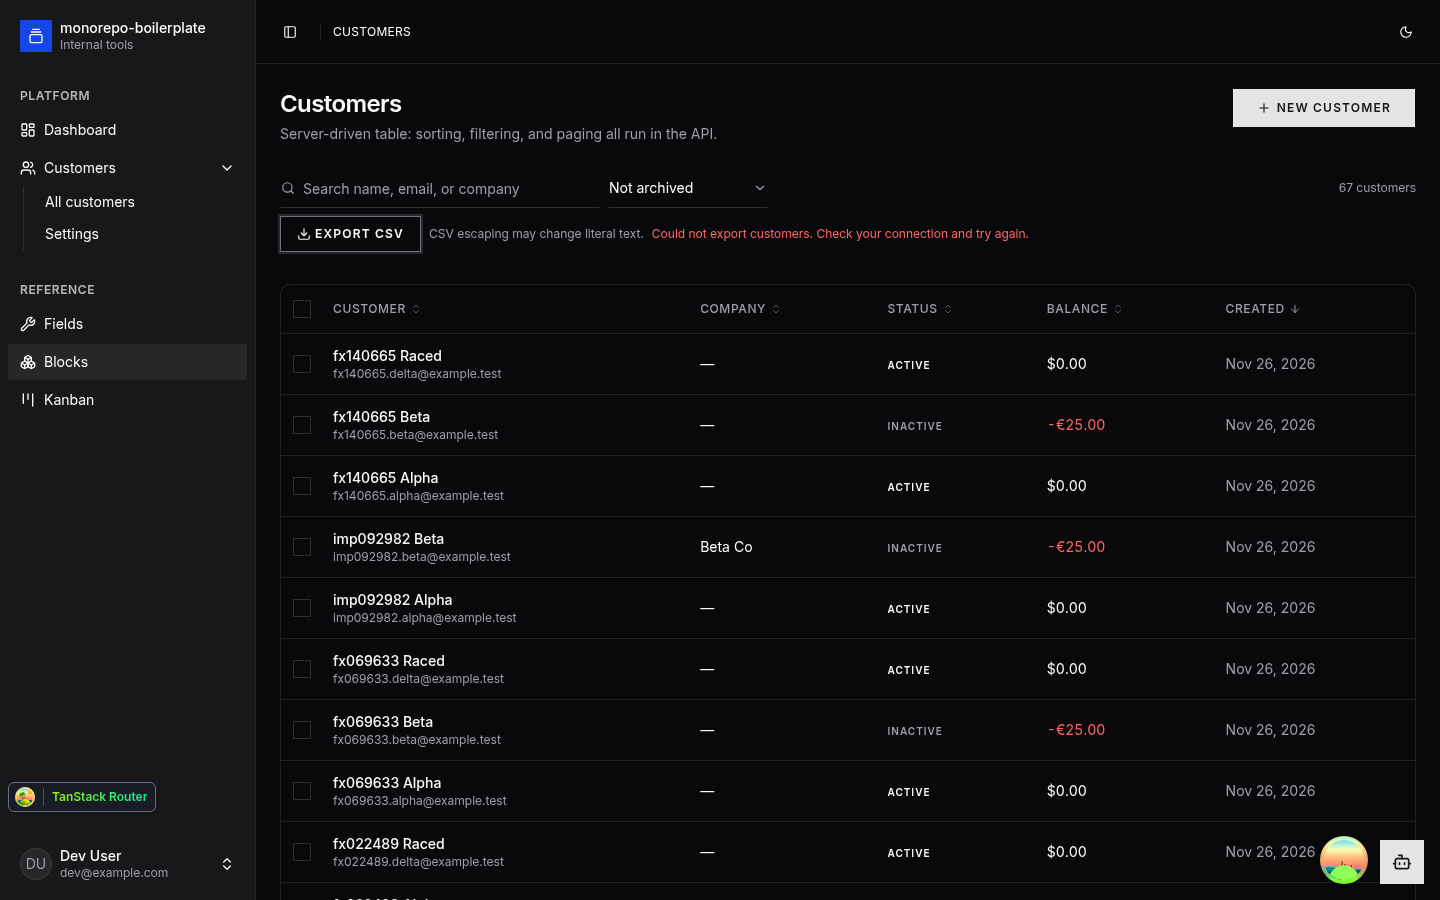 monorepo-boilerplate
Internal tools
PLATFORM
Dashboard
Customers
All customers
Settings
REFERENCE
Fields
Blocks
Kanban
TanStack Router
DU
Dev User
dev@example.com
CUSTOMERS
Customers
Server-driven table: sorting, filtering, and paging all run in the API.
NEW CUSTOMER
Search name, email, or company
Not archived
67 customers
EXPORT CSV
CSV escaping may change literal text. Could not export customers. Check your connection and try again.
CUSTOMER COMPANY STATUS BALANCE CREATED
fx140665 Raced
fx140665.delta@example.test
— ACTIVE $0.00 Nov 26, 2026
fx140665 Beta
fx140665.beta@example.test
— INACTIVE -€25.00 Nov 26, 2026
fx140665 Alpha
fx140665.alpha@example.test
— ACTIVE $0.00 Nov 26, 2026
imp092982 Beta
imp092982.beta@example.test
Beta Co INACTIVE -€25.00 Nov 26, 2026
imp092982 Alpha
imp092982.alpha@example.test
— ACTIVE $0.00 Nov 26, 2026
fx069633 Raced
fx069633.delta@example.test
— ACTIVE $0.00 Nov 26, 2026
fx069633 Beta
fx069633.beta@example.test
— INACTIVE -€25.00 Nov 26, 2026
fx069633 Alpha
fx069633.alpha@example.test
— ACTIVE $0.00 Nov 26, 2026
fx022489 Raced
fx022489.delta@example.test
— ACTIVE $0.00 Nov 26, 2026